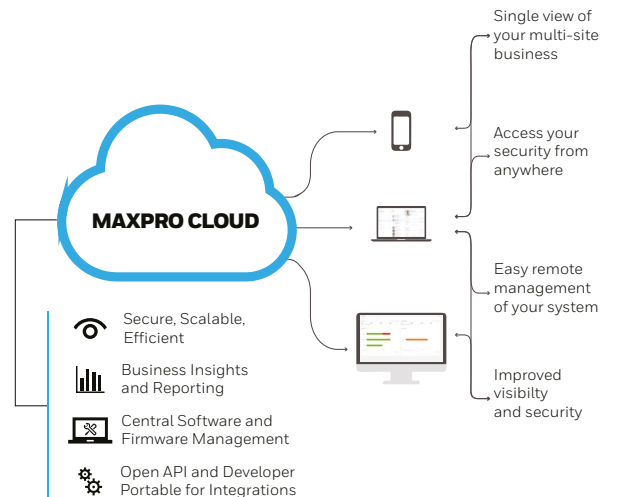 Single view of
your multi-site
business
MAXPRO CLOUD
Access your
security from
anywhere
Easy remote
management
of your system
Improved
visibilty
and security
Secure, Scalable,
Efficient
Business Insights
and Reporting
Central Software and
Firmware Management
Open API and Developer
Portable for Integrations